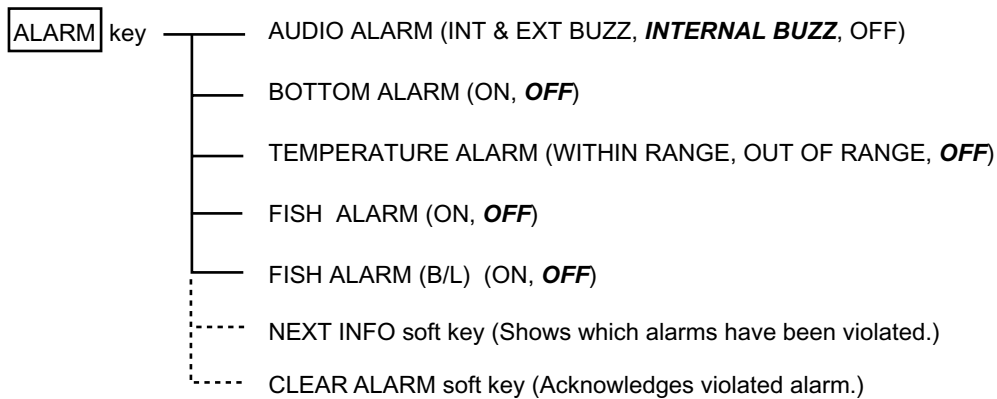 ALARM key AUDIO ALARM (INT & EXT BUZZ, INTERNAL BUZZ, OFF)
BOTTOM ALARM (ON, OFF)
TEMPERATURE ALARM (WITHIN RANGE, OUT OF RANGE, OFF)
FISH ALARM (ON, OFF)
FISH ALARM (B/L) (ON, OFF)
NEXT INFO soft key (Shows which alarms have been violated.)
CLEAR ALARM soft key (Acknowledges violated alarm.)